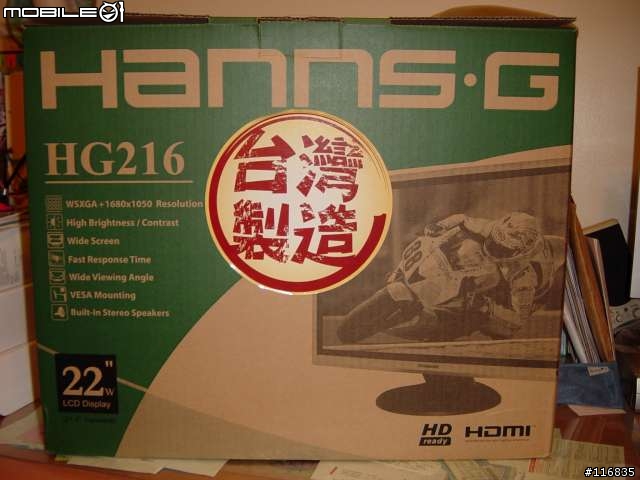 MOBILE01
HANNS·G
HG216
台灣
製造
WSXGA+1680x1050 Resolution
High Brightness / Contrast
Wide Screen
Fast Response Time
Wide Viewing Angle
VESA Mounting
Built-In Stereo Speakers
22"W
LCD Display
HD
ready
HDMI
#116835